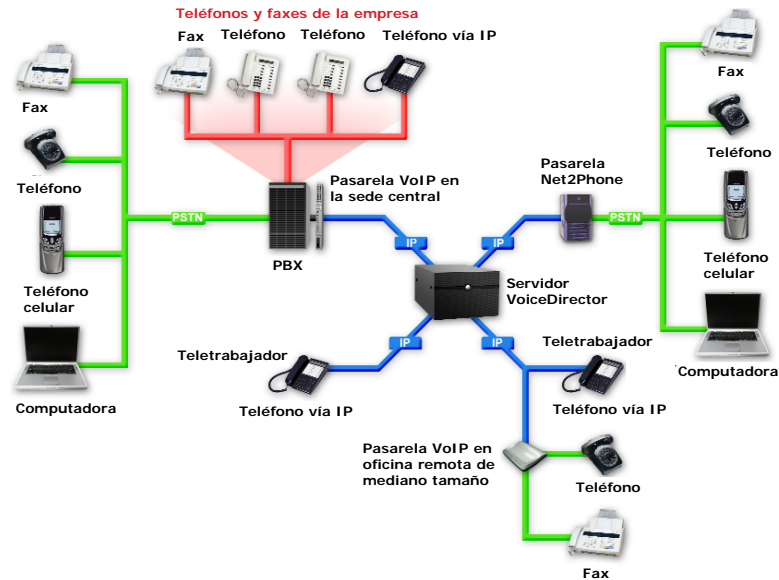 Teléfonos y faxes de la empresa
Fax
Teléfono
Teléfono
Teléfono vía IP
Fax
Teléfono
Teléfono
celular
Computadora
PSTN
PBX
Pasarela VoIP en
la sede central
IP
IP
Pasarela
Net2Phone
PSTN
Fax
Teléfono
Teléfono
celular
Computadora
Servidor
VoiceDirector
IP
IP
Teletrabajador
Teléfono vía IP
Teletrabajador
Teléfono vía IP
Pasarela VoIP en
oficina remota de
mediano tamaño
Teléfono
Fax